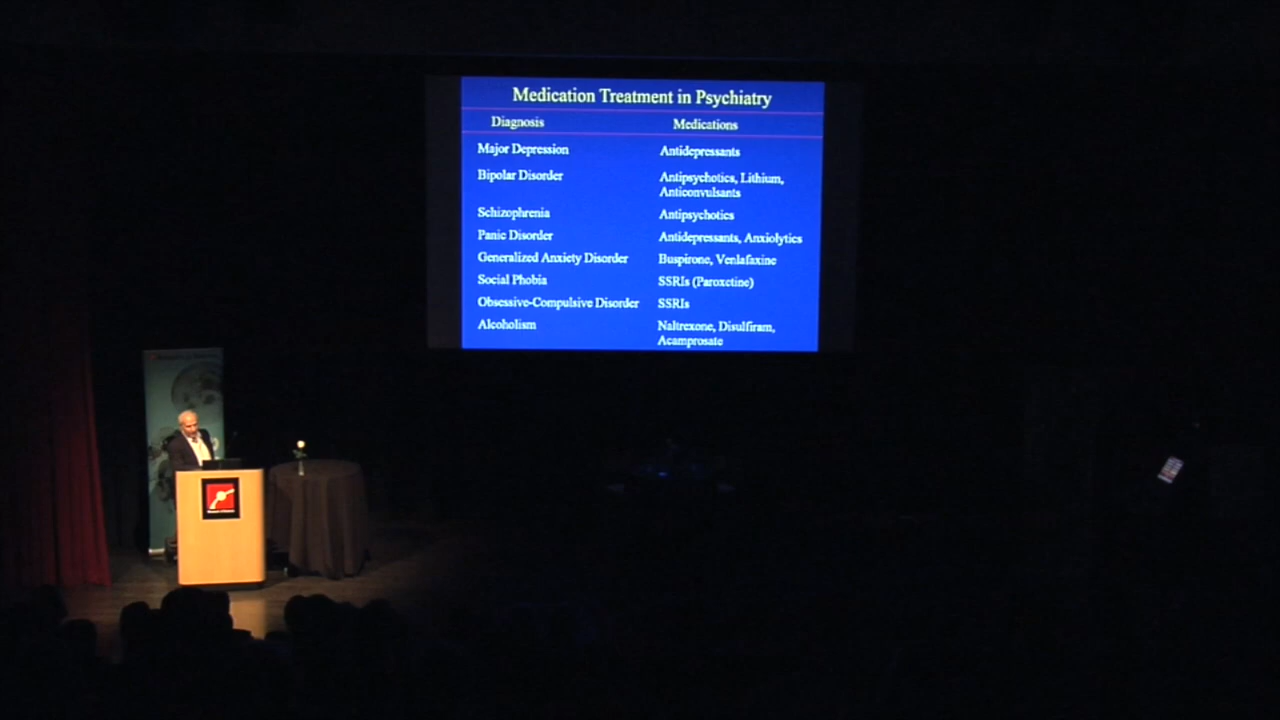 Medication Treatment in Psychiatry
Diagnosis Medications
Major Depression Antidepressants
Bipolar Disorder Antipsychotics, Lithium,
Anticonvulsants
Schizophrenia Antipsychotics
Panic Disorder Antidepressants, Anxiolytics
Generalized Anxiety Disorder Buspirone, Venlafaxine
Social Phobia SSRIs (Paroxetine)
Obsessive-Compulsive Disorder SSRIs
Alcoholism Naltrexone, Disulfiram,
Acamprosate